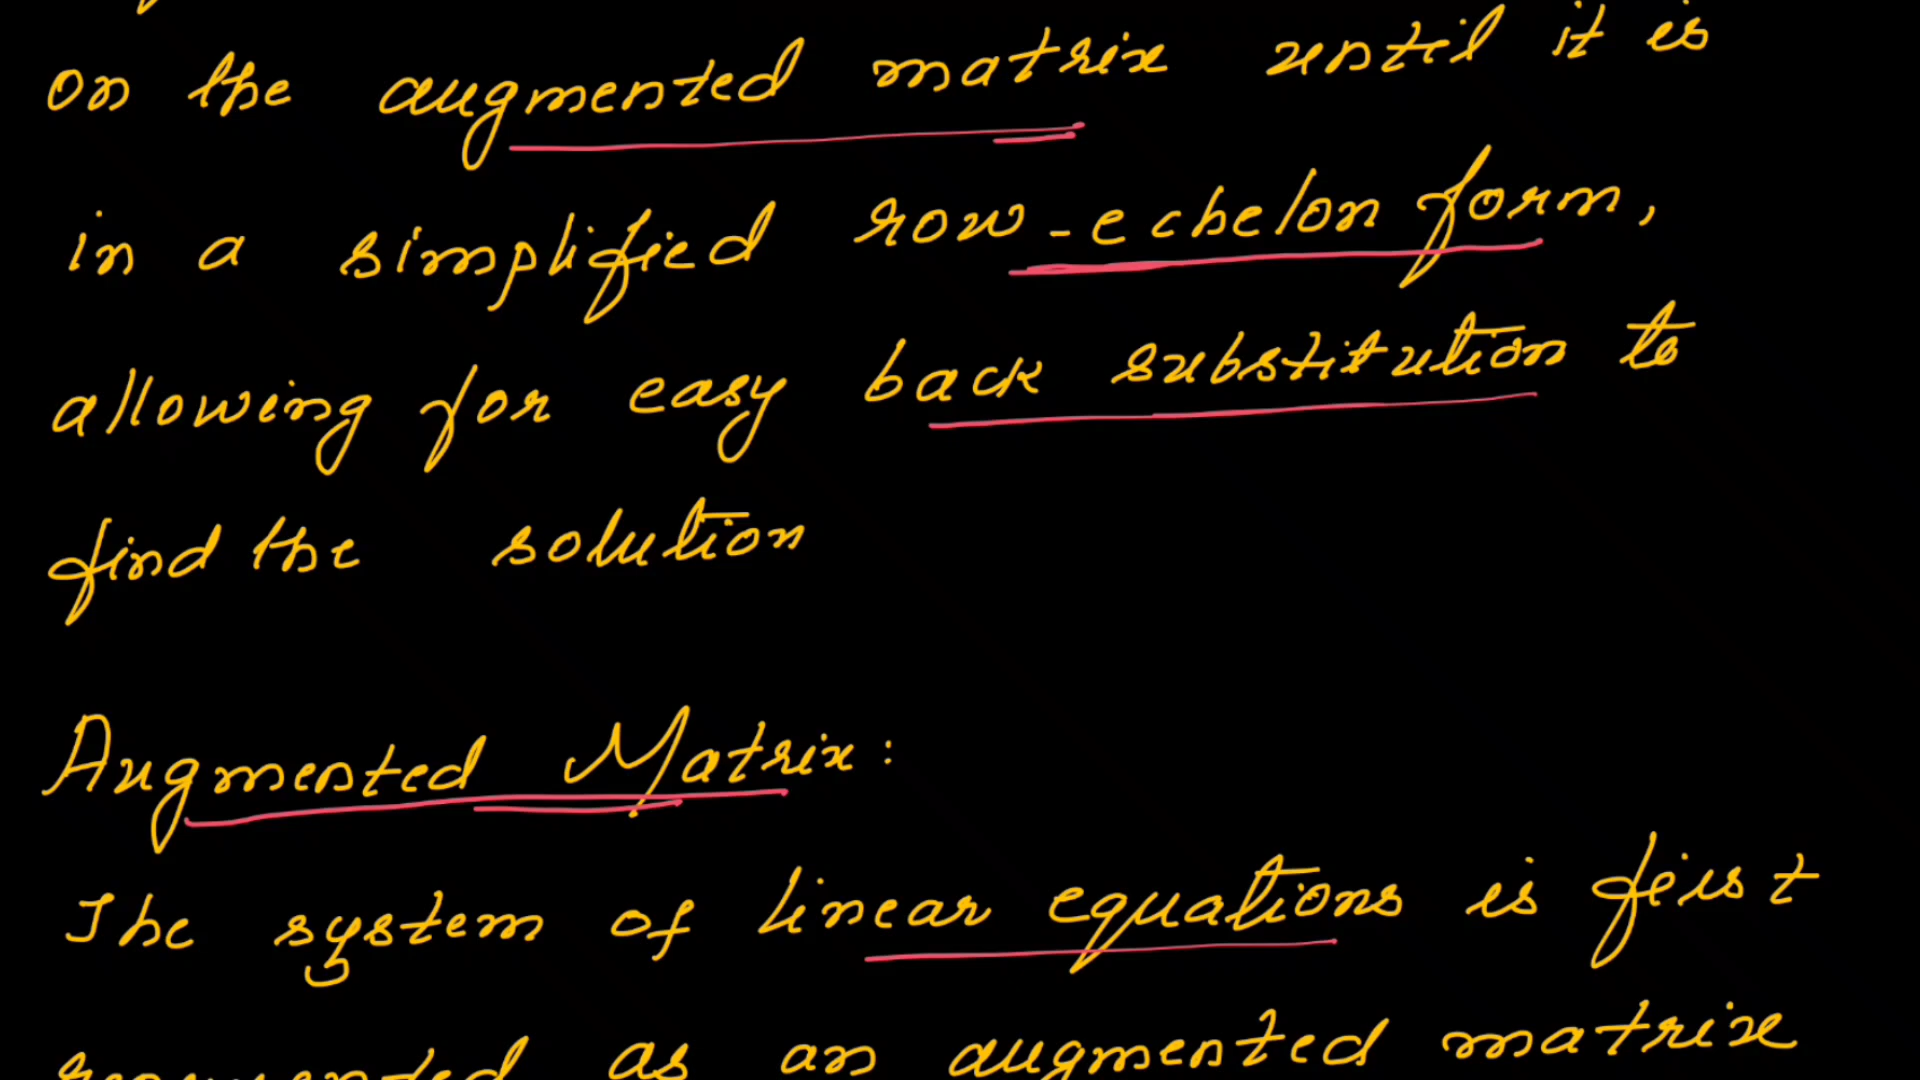 on the augmented matrix until it is
in a simplified row-echelon form,
allowing for easy back substitution to
find the solution
Augmented Matrix:
The system of linear equations is first
as an augmented matrix